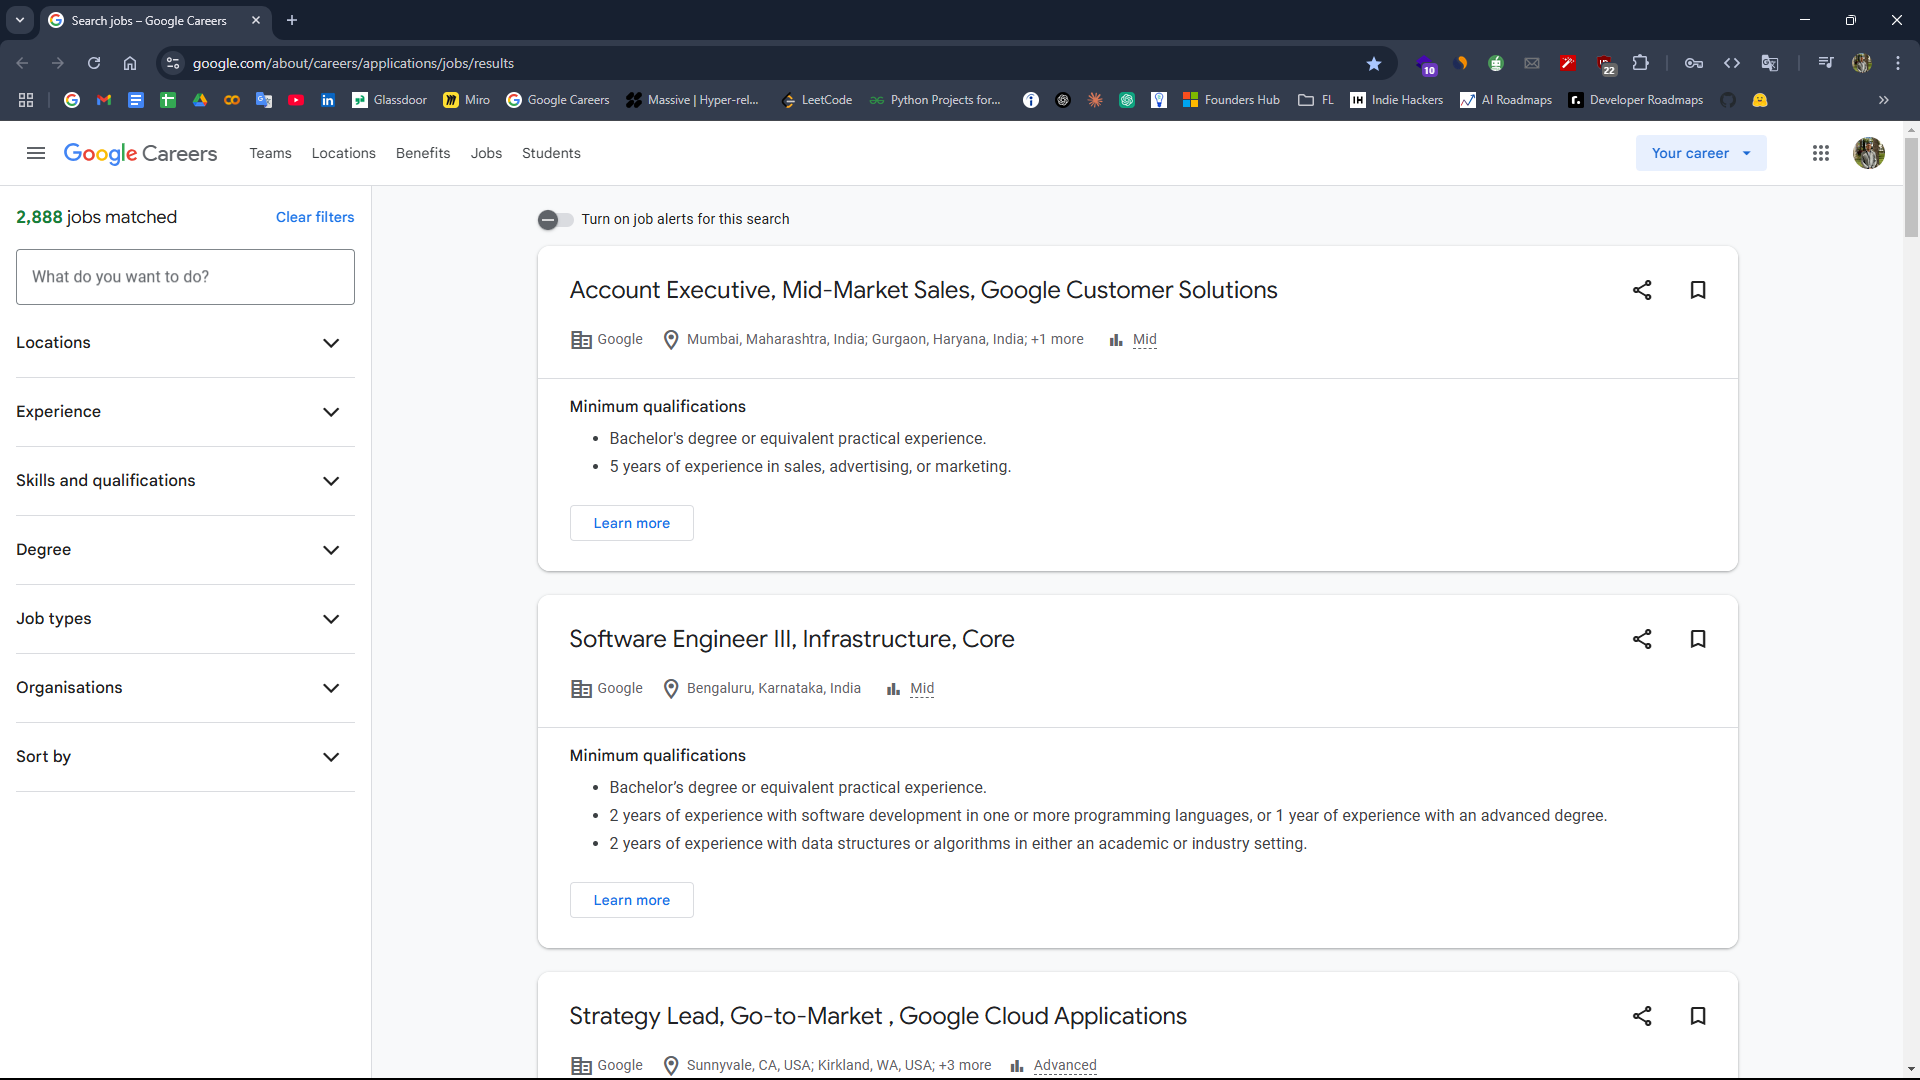 Search jobs – Google Careers
google.com/about/careers/applications/jobs/results
10
22
Glassdoor
Miro
Google Careers
Massive | Hyper-rel...
LeetCode
Python Projects for...
Founders Hub
FL
IH Indie Hackers
AI Roadmaps
Developer Roadmaps
Google Careers
Teams
Locations
Benefits
Jobs
Students
Your career
2,888 jobs matched
Clear filters
What do you want to do?
Locations
Experience
Skills and qualifications
Degree
Job types
Organisations
Sort by
Turn on job alerts for this search
Account Executive, Mid-Market Sales, Google Customer Solutions
Google
Mumbai, Maharashtra, India; Gurgaon, Haryana, India; +1 more
Mid
Minimum qualifications
• Bachelor's degree or equivalent practical experience.
• 5 years of experience in sales, advertising, or marketing.
Learn more
Software Engineer III, Infrastructure, Core
Google
Bengaluru, Karnataka, India
Mid
Minimum qualifications
• Bachelor’s degree or equivalent practical experience.
• 2 years of experience with software development in one or more programming languages, or 1 year of experience with an advanced degree.
• 2 years of experience with data structures or algorithms in either an academic or industry setting.
Learn more
Strategy Lead, Go-to-Market , Google Cloud Applications
Google
Sunnyvale, CA, USA; Kirkland, WA, USA; +3 more
Advanced